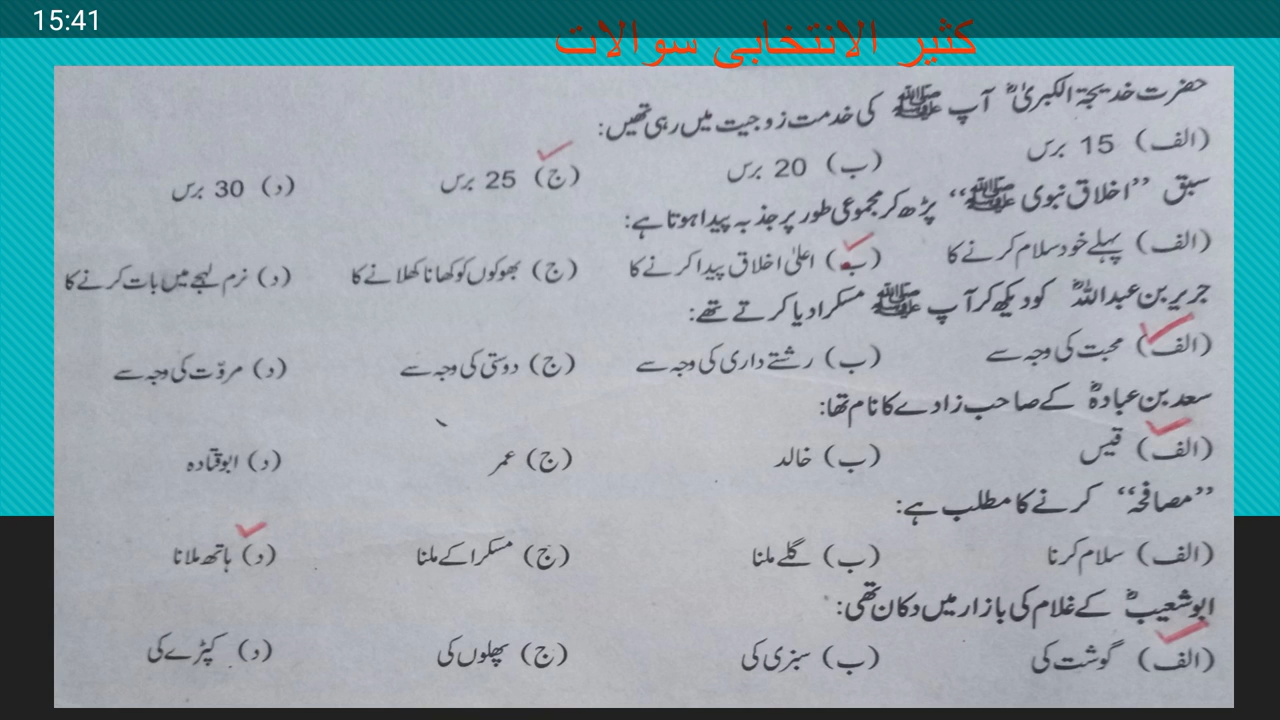 15:41
کثیر الانتخابی سوالات
حضرت خدیجۃ الکبریٰؓ آپ ﷺ کی خدمت زوجیت میں رہی تھیں:
(الف) 15 برس (ب) 20 برس (ج) 25 برس (د) 30 برس
سبق ”اخلاق نبوی ﷺ“ پڑھ کر مجموعی طور پر جذبہ پیدا ہوتا ہے:
(الف) پہلے خود سلام کرنے کا (ب) اعلیٰ اخلاق پیدا کرنے کا (ج) بھوکوں کو کھانا کھلانے کا (د) نرم لہجے میں بات کرنے کا
جریر بن عبداللہؓ کو دیکھ کر آپ ﷺ مسکرا دیا کرتے تھے:
(الف) محبت کی وجہ سے (ب) رشتے داری کی وجہ سے (ج) دوستی کی وجہ سے (د) مروّت کی وجہ سے
سعد بن عبادہؓ کے صاحب زادے کا نام تھا:
(الف) قیس (ب) خالد (ج) عمر (د) ابوقتادہ
”مصافحہ“ کرنے کا مطلب ہے:
(الف) سلام کرنا (ب) گلے ملنا (ج) مسکرا کے ملنا (د) ہاتھ ملانا
ابوشعیبؓ کے غلام کی بازار میں دکان تھی:
(الف) گوشت کی (ب) سبزی کی (ج) پھلوں کی (د) کپڑے کی